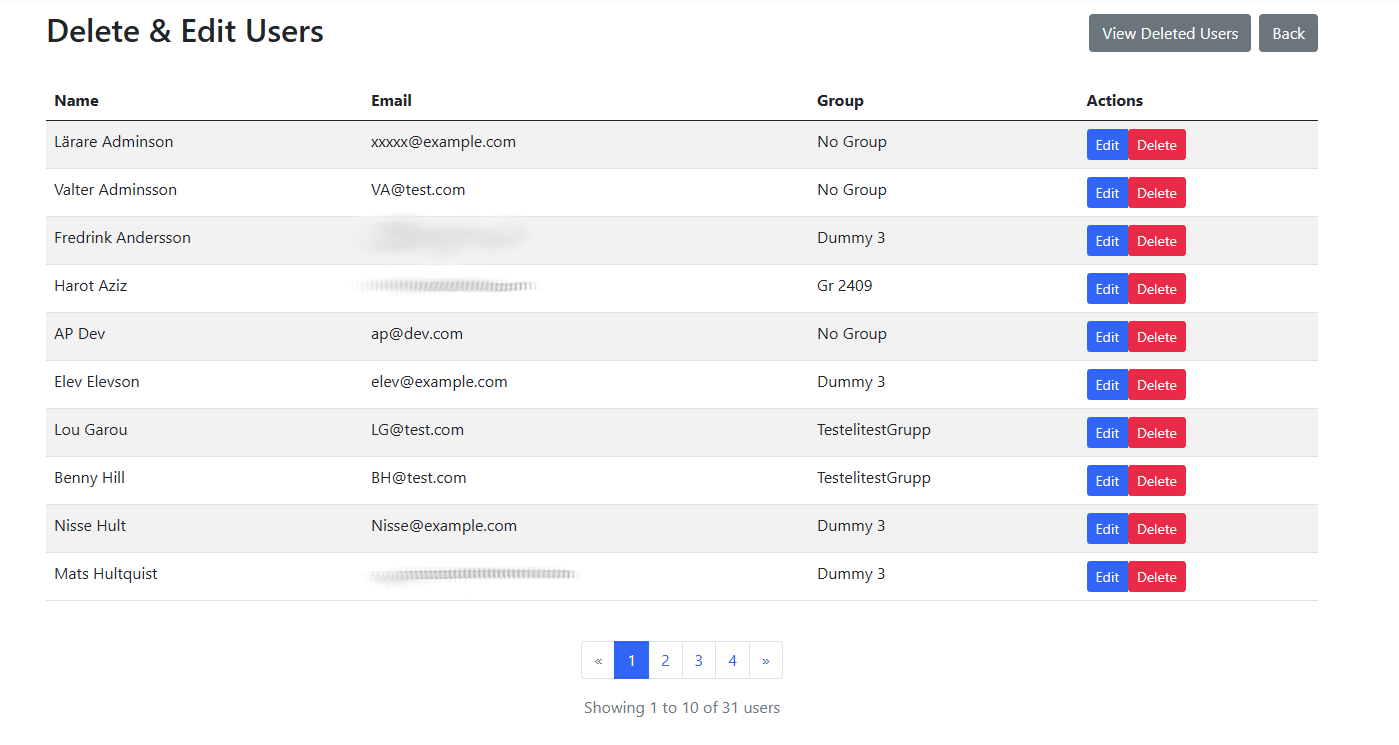 Delete & Edit Users View Deleted Users Back
Name Email Group Actions
Lärare Adminson xxxxx@example.com No Group Edit Delete
Valter Adminsson VA@test.com No Group Edit Delete
Fredrink Andersson Dummy 3 Edit Delete
Harot Aziz Gr 2409 Edit Delete
AP Dev ap@dev.com No Group Edit Delete
Elev Elevson elev@example.com Dummy 3 Edit Delete
Lou Garou LG@test.com TestelitestGrupp Edit Delete
Benny Hill BH@test.com TestelitestGrupp Edit Delete
Nisse Hult Nisse@example.com Dummy 3 Edit Delete
Mats Hultquist Dummy 3 Edit Delete
« 1 2 3 4 »
Showing 1 to 10 of 31 users